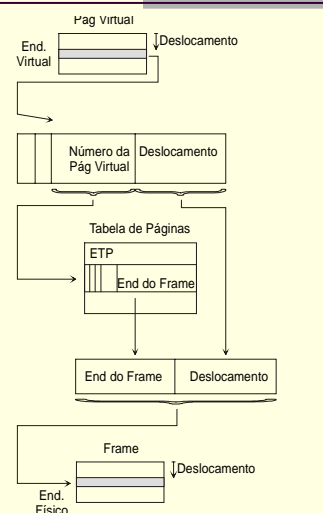 Pag Virtual
Deslocamento
End.
Virtual
Número da
Pág Virtual
Deslocamento
Tabela de Páginas
ETP
End do Frame
End do Frame
Deslocamento
Frame
Deslocamento
End.
Físico